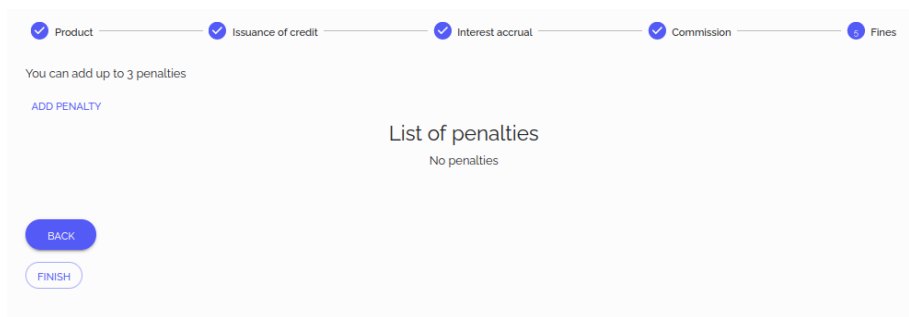 Product Issuance of credit Interest accrual Commission 5 Fines
You can add up to 3 penalties
ADD PENALTY
List of penalties
No penalties
BACK
FINISH